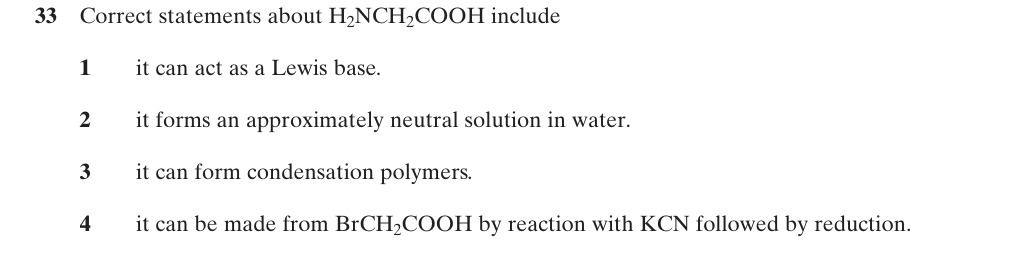 33 Correct statements about H₂NCH₂COOH include
1 it can act as a Lewis base.
2 it forms an approximately neutral solution in water.
3 it can form condensation polymers.
4 it can be made from BrCH₂COOH by reaction with KCN followed by reduction.